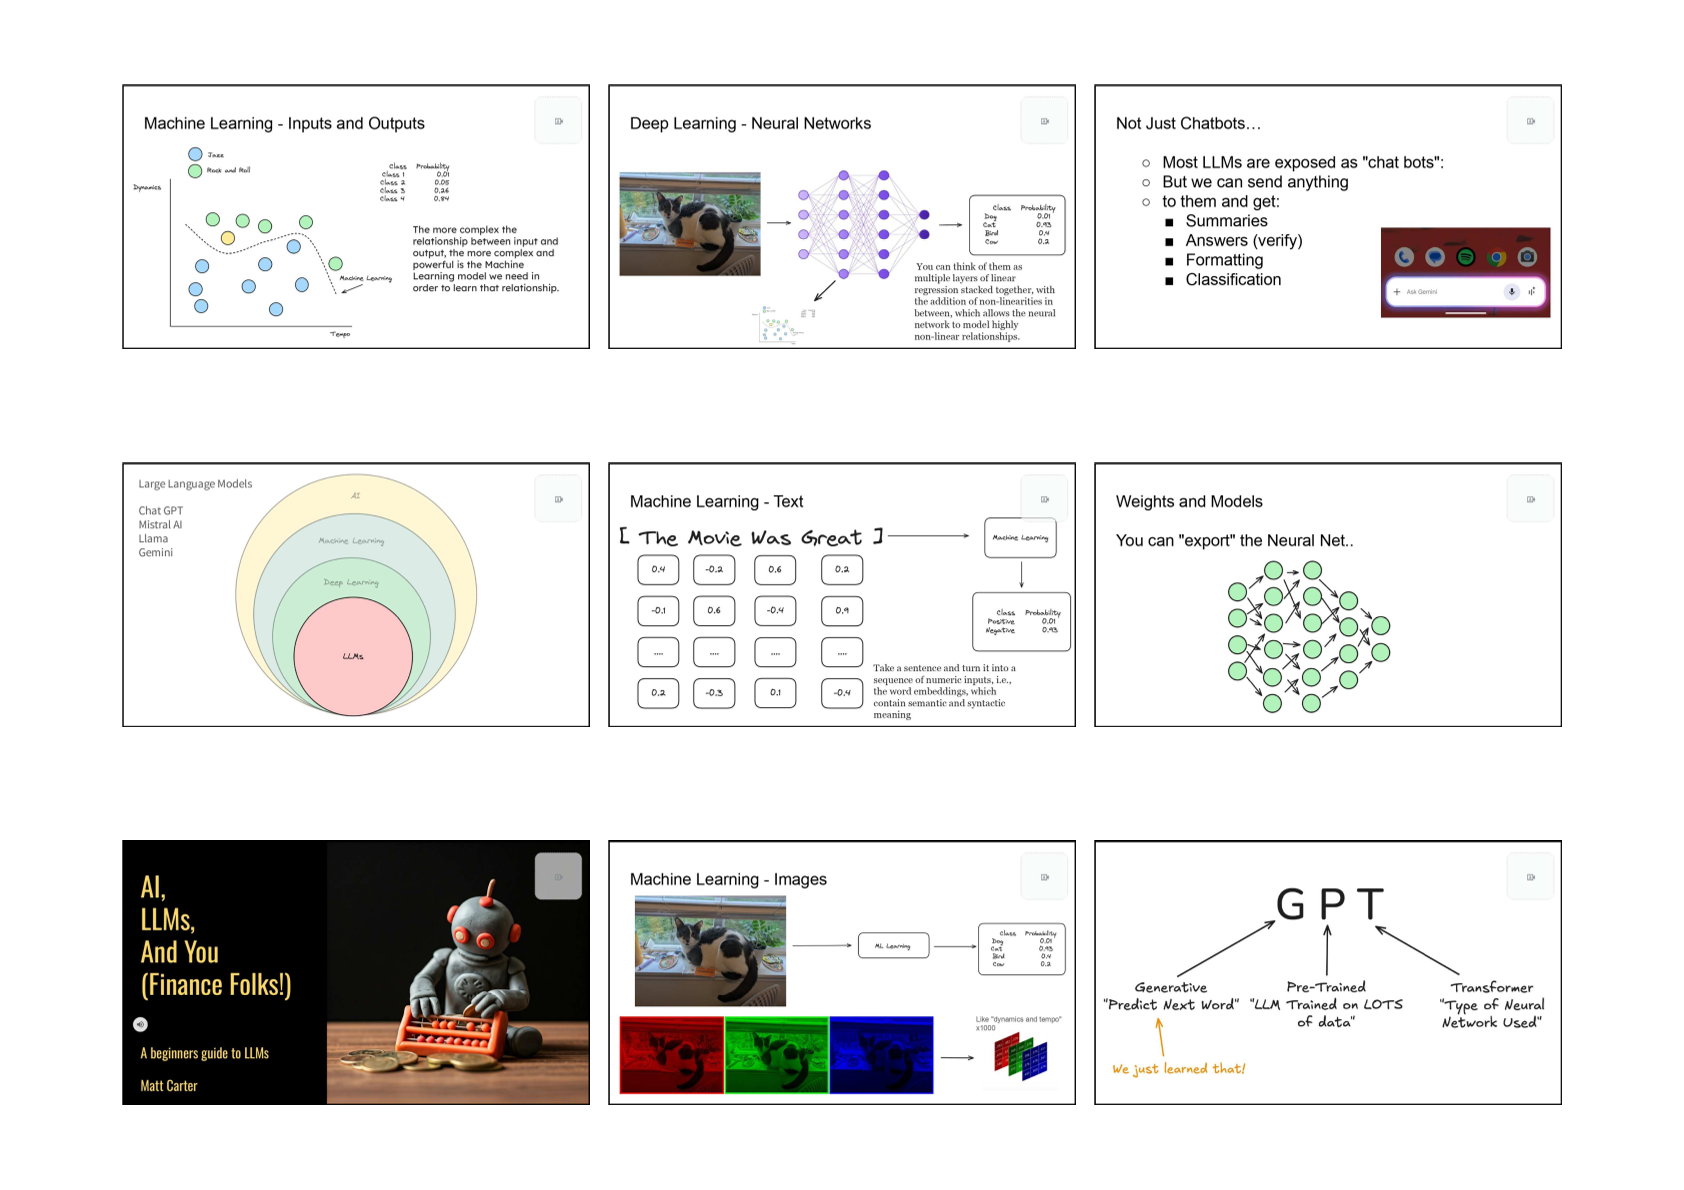 Machine Learning - Inputs and Outputs
Jazz
Rock and Roll
Dynamics
Class Probability
Class 1 0.01
Class 2 0.05
Class 3 0.26
Class 4 0.84
The more complex the
relationship between input and
output, the more complex and
powerful is the Machine
Learning model we need in
order to learn that relationship.
Machine Learning
Tempo
Deep Learning - Neural Networks
Class Probability
Dog 0.01
Cat 0.93
Bird 0.4
Cow 0.2
You can think of them as
multiple layers of linear
regression stacked together, with
the addition of non-linearities in
between, which allows the neural
network to model highly
non-linear relationships.
Not Just Chatbots…
Most LLMs are exposed as "chat bots":
But we can send anything
to them and get:
Summaries
Answers (verify)
Formatting
Classification
Ask Gemini
Large Language Models
Chat GPT
Mistral AI
Llama
Gemini
AI
Machine Learning
Deep Learning
LLMs
Machine Learning - Text
[ The Movie Was Great ]
Machine Learning
0.4 -0.2 0.6 0.2
-0.1 0.6 -0.4 0.9
.... .... .... ....
0.2 -0.3 0.1 -0.4
Class Probability
Positive 0.01
Negative 0.93
Take a sentence and turn it into a
sequence of numeric inputs, i.e.,
the word embeddings, which
contain semantic and syntactic
meaning
Weights and Models
You can "export" the Neural Net..
AI,
LLMs,
And You
(Finance Folks!)
A beginners guide to LLMs
Matt Carter
Machine Learning - Images
ML Learning
Class Probability
Dog 0.01
Cat 0.93
Bird 0.4
Cow 0.2
Like "dynamics and tempo"
x1000
GPT
Generative
"Predict Next Word"
Pre-Trained
"LLM Trained on LOTS
of data"
Transformer
"Type of Neural
Network Used"
We just learned that!